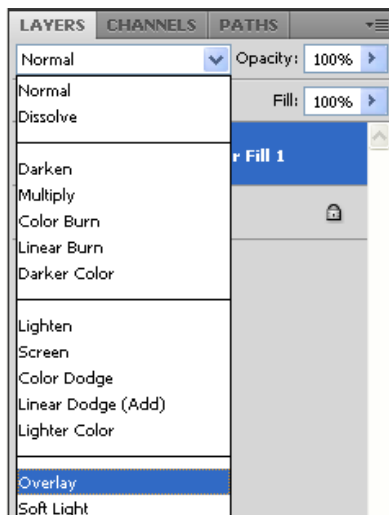 LAYERS CHANNELS PATHS
Normal Opacity: 100%
Normal
Fill: 100%
Dissolve
r Fill 1
Darken
Multiply
Color Burn
Linear Burn
Darker Color
Lighten
Screen
Color Dodge
Linear Dodge (Add)
Lighter Color
Overlay
Soft Light